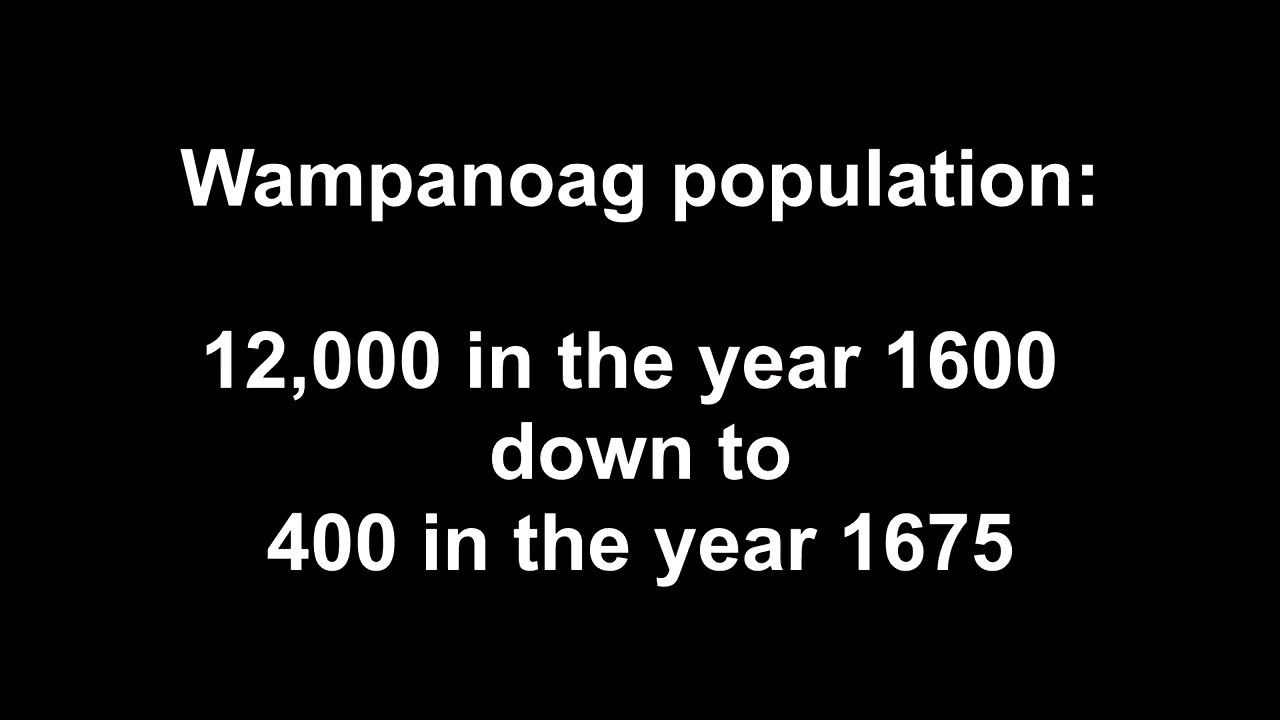 Wampanoag population:
12,000 in the year 1600
down to
400 in the year 1675